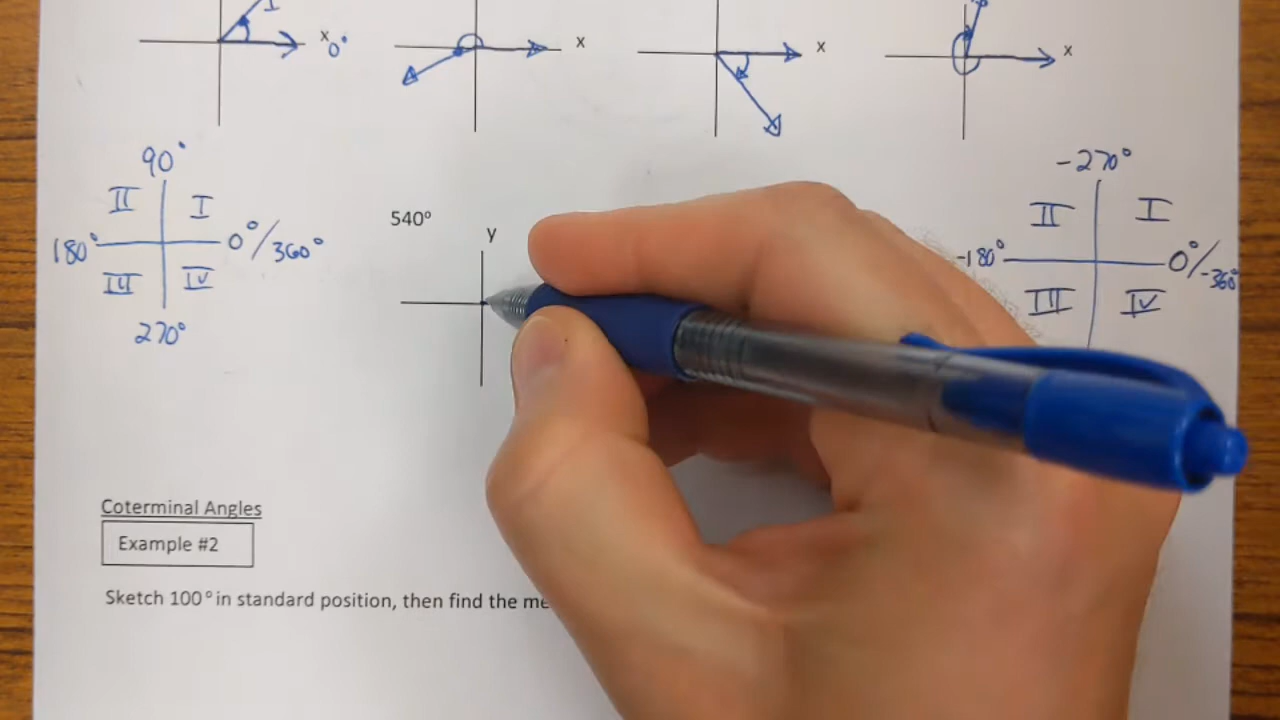 I
x 0°
x
x
x
90°
II I
180° 0°/360°
III IV
270°
540°
y
-270°
II I
-180° 0°/-360°
III IV
Coterminal Angles
Example #2
Sketch 100° in standard position, then find the me